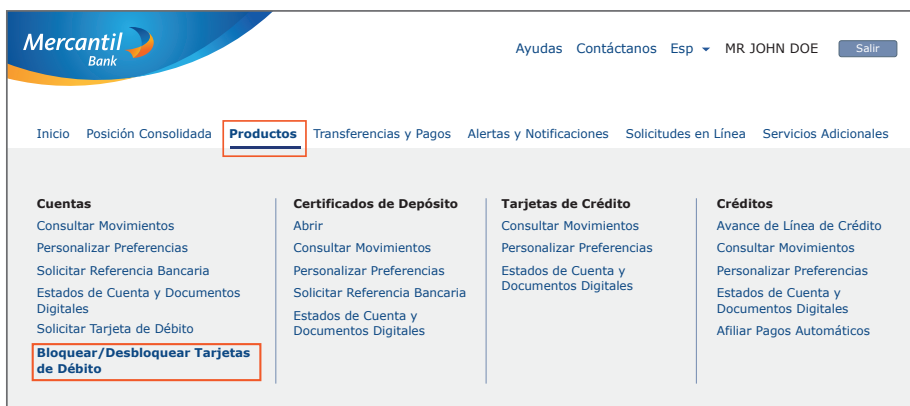 Mercantil
Bank
Ayudas Contáctanos Esp MR JOHN DOE Salir
Inicio Posición Consolidada Productos Transferencias y Pagos Alertas y Notificaciones Solicitudes en Línea Servicios Adicionales
Cuentas
Consultar Movimientos
Personalizar Preferencias
Solicitar Referencia Bancaria
Estados de Cuenta y Documentos
Digitales
Solicitar Tarjeta de Débito
Bloquear/Desbloquear Tarjetas
de Débito
Certificados de Depósito
Abrir
Consultar Movimientos
Personalizar Preferencias
Solicitar Referencia Bancaria
Estados de Cuenta y
Documentos Digitales
Tarjetas de Crédito
Consultar Movimientos
Personalizar Preferencias
Estados de Cuenta y
Documentos Digitales
Créditos
Avance de Línea de Crédito
Consultar Movimientos
Personalizar Preferencias
Estados de Cuenta y
Documentos Digitales
Afiliar Pagos Automáticos